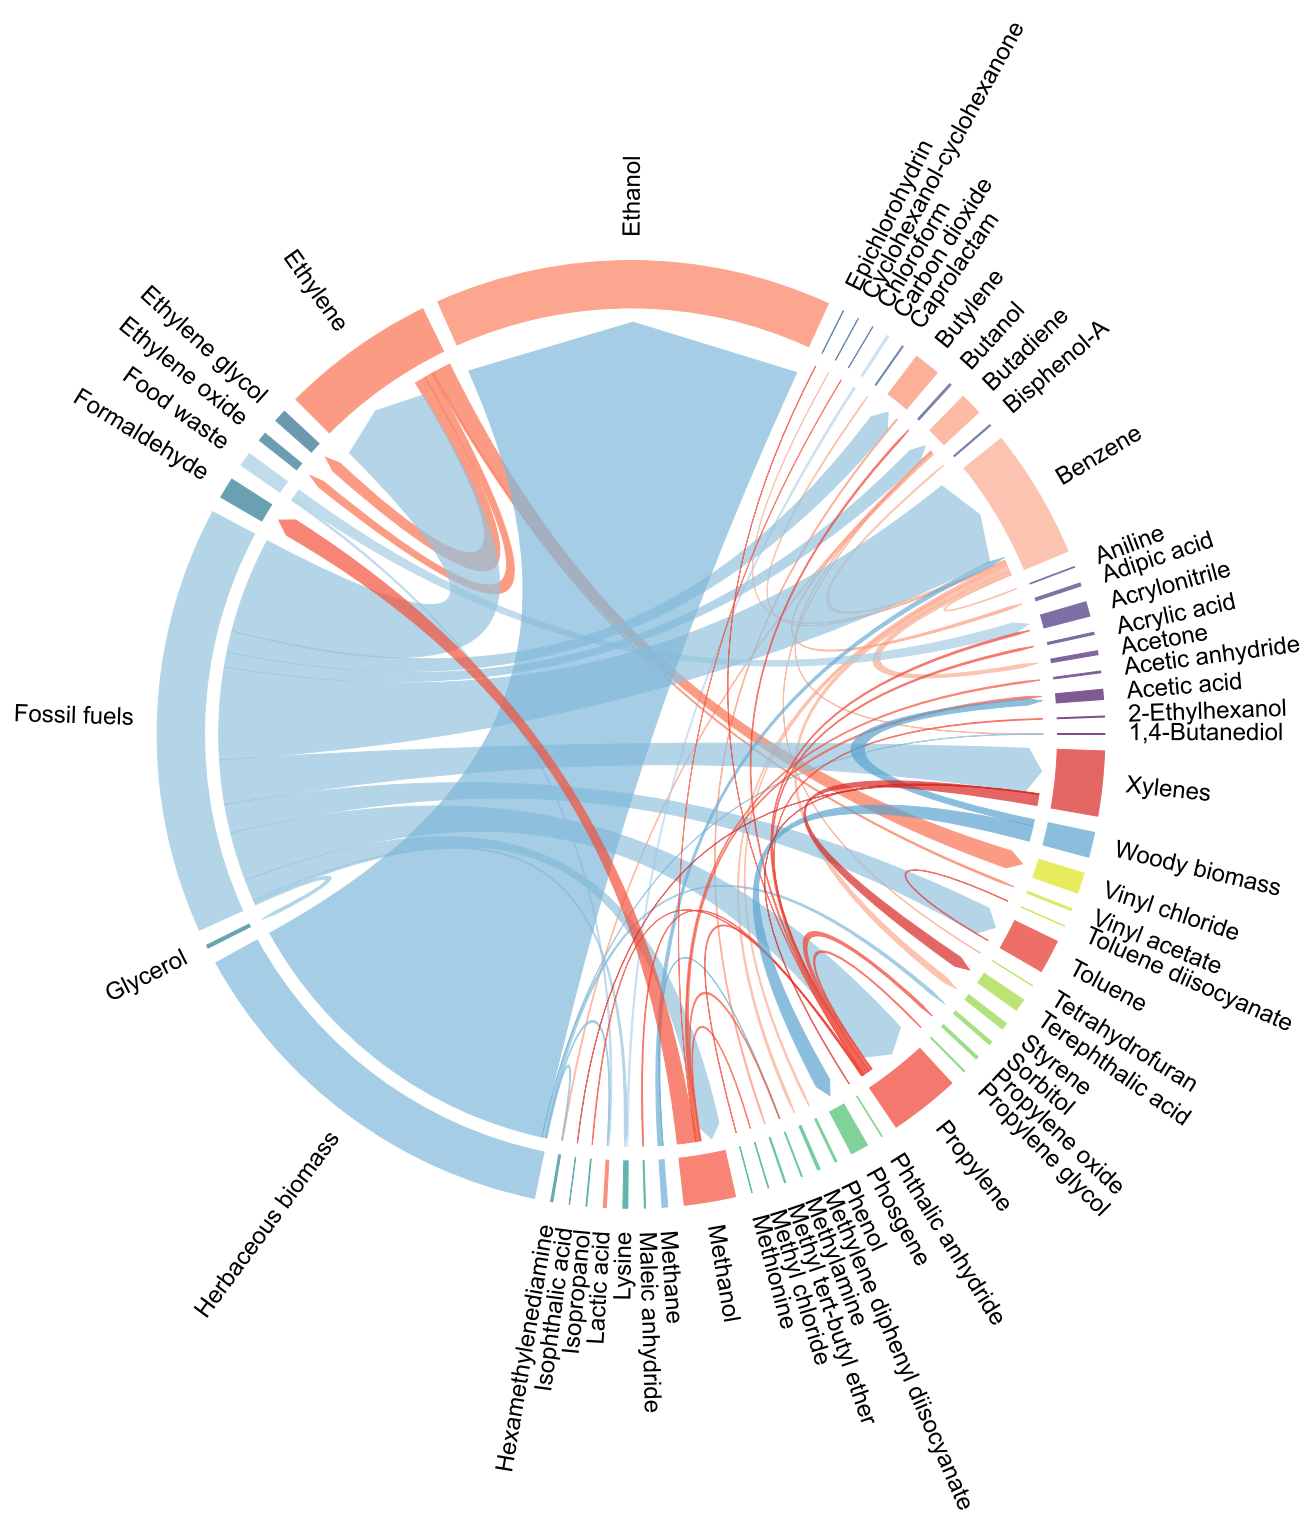 Ethanol
Epichlorohydrin
Cyclohexanol-cyclohexanone
Chloroform
Carbon dioxide
Caprolactam
Butylene
Butanol
Butadiene
Bisphenol-A
Benzene
Aniline
Adipic acid
Acrylonitrile
Acrylic acid
Acetone
Acetic anhydride
Acetic acid
2-Ethylhexanol
1,4-Butanediol
Xylenes
Woody biomass
Vinyl chloride
Vinyl acetate
Toluene diisocyanate
Toluene
Tetrahydrofuran
Terephthalic acid
Styrene
Sorbitol
Propylene oxide
Propylene glycol
Propylene
Phthalic anhydride
Phosgene
Phenol
Methylene diphenyl diisocyanate
Methylamine
Methyl tert-butyl ether
Methyl chloride
Methionine
Methanol
Methane
Maleic anhydride
Lysine
Lactic acid
Isopropanol
Isophthalic acid
Hexamethylenediamine
Herbaceous biomass
Glycerol
Fossil fuels
Formaldehyde
Food waste
Ethylene oxide
Ethylene glycol
Ethylene